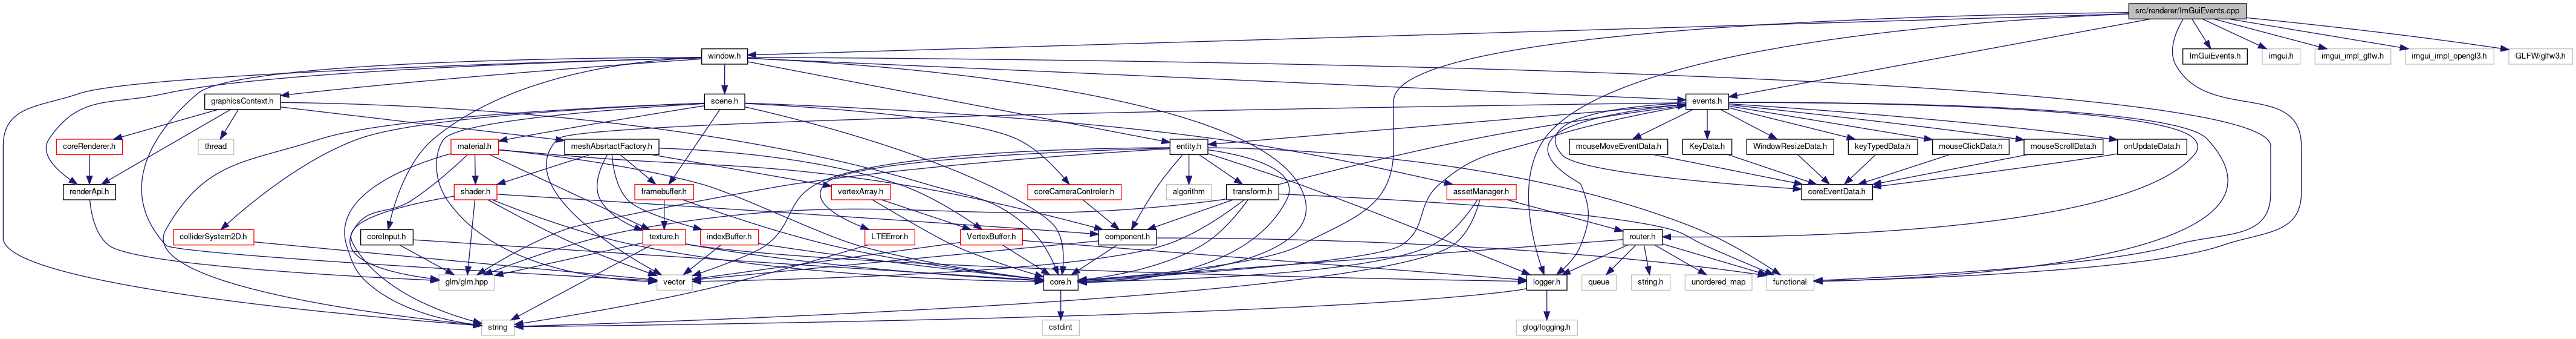 src/renderer/ImGuiEvents.cpp
window.h
ImGuiEvents.h
imgui.h
imgui_impl_glfw.h
imgui_impl_opengl3.h
GLFW/glfw3.h
graphicsContext.h
scene.h
events.h
coreRenderer.h
thread
material.h
meshAbsrtactFactory.h
entity.h
mouseMoveEventData.h
KeyData.h
WindowResizeData.h
keyTypedData.h
mouseClickData.h
mouseScrollData.h
onUpdateData.h
renderApi.h
shader.h
framebuffer.h
vertexArray.h
coreCameraControler.h
algorithm
transform.h
assetManager.h
coreEventData.h
colliderSystem2D.h
coreInput.h
texture.h
indexBuffer.h
LTEError.h
VertexBuffer.h
component.h
router.h
glm/glm.hpp
vector
core.h
logger.h
queue
string.h
unordered_map
functional
string
cstdint
glog/logging.h